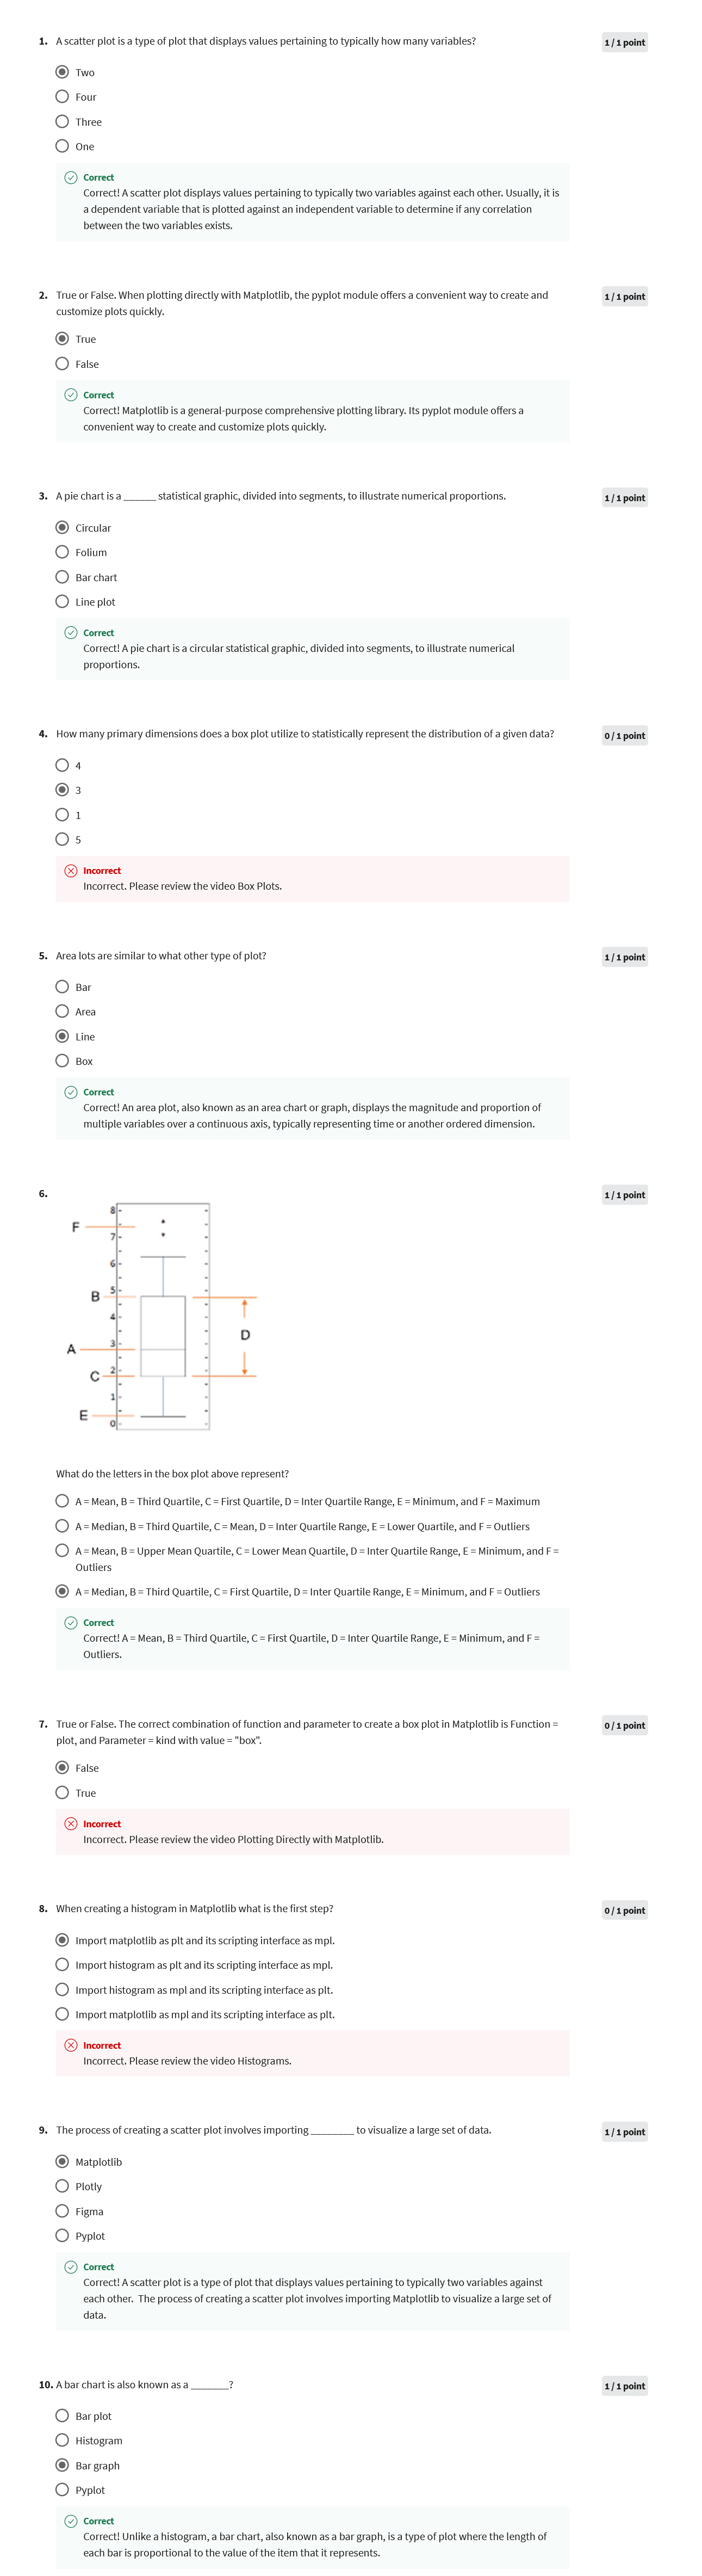 1. A scatter plot is a type of plot that displays values pertaining to typically how many variables?
1 / 1 point
Two
Four
Three
One
Correct
Correct! A scatter plot displays values pertaining to typically two variables against each other. Usually, it is
a dependent variable that is plotted against an independent variable to determine if any correlation
between the two variables exists.
2. True or False. When plotting directly with Matplotlib, the pyplot module offers a convenient way to create and
customize plots quickly.
1 / 1 point
True
False
Correct
Correct! Matplotlib is a general-purpose comprehensive plotting library. Its pyplot module offers a
convenient way to create and customize plots quickly.
3. A pie chart is a ______ statistical graphic, divided into segments, to illustrate numerical proportions.
1 / 1 point
Circular
Folium
Bar chart
Line plot
Correct
Correct! A pie chart is a circular statistical graphic, divided into segments, to illustrate numerical
proportions.
4. How many primary dimensions does a box plot utilize to statistically represent the distribution of a given data?
0 / 1 point
4
3
1
5
Incorrect
Incorrect. Please review the video Box Plots.
5. Area lots are similar to what other type of plot?
1 / 1 point
Bar
Area
Line
Box
Correct
Correct! An area plot, also known as an area chart or graph, displays the magnitude and proportion of
multiple variables over a continuous axis, typically representing time or another ordered dimension.
6.
1 / 1 point
8
F
7
6
5
B
4
D
3
A
2
C
1
E
0
What do the letters in the box plot above represent?
A = Mean, B = Third Quartile, C = First Quartile, D = Inter Quartile Range, E = Minimum, and F = Maximum
A = Median, B = Third Quartile, C = Mean, D = Inter Quartile Range, E = Lower Quartile, and F = Outliers
A = Mean, B = Upper Mean Quartile, C = Lower Mean Quartile, D = Inter Quartile Range, E = Minimum, and F =
Outliers
A = Median, B = Third Quartile, C = First Quartile, D = Inter Quartile Range, E = Minimum, and F = Outliers
Correct
Correct! A = Mean, B = Third Quartile, C = First Quartile, D = Inter Quartile Range, E = Minimum, and F =
Outliers.
7. True or False. The correct combination of function and parameter to create a box plot in Matplotlib is Function =
plot, and Parameter = kind with value = "box".
0 / 1 point
False
True
Incorrect
Incorrect. Please review the video Plotting Directly with Matplotlib.
8. When creating a histogram in Matplotlib what is the first step?
0 / 1 point
Import matplotlib as plt and its scripting interface as mpl.
Import histogram as plt and its scripting interface as mpl.
Import histogram as mpl and its scripting interface as plt.
Import matplotlib as mpl and its scripting interface as plt.
Incorrect
Incorrect. Please review the video Histograms.
9. The process of creating a scatter plot involves importing ________ to visualize a large set of data.
1 / 1 point
Matplotlib
Plotly
Figma
Pyplot
Correct
Correct! A scatter plot is a type of plot that displays values pertaining to typically two variables against
each other. The process of creating a scatter plot involves importing Matplotlib to visualize a large set of
data.
10. A bar chart is also known as a _______?
1 / 1 point
Bar plot
Histogram
Bar graph
Pyplot
Correct
Correct! Unlike a histogram, a bar chart, also known as a bar graph, is a type of plot where the length of
each bar is proportional to the value of the item that it represents.